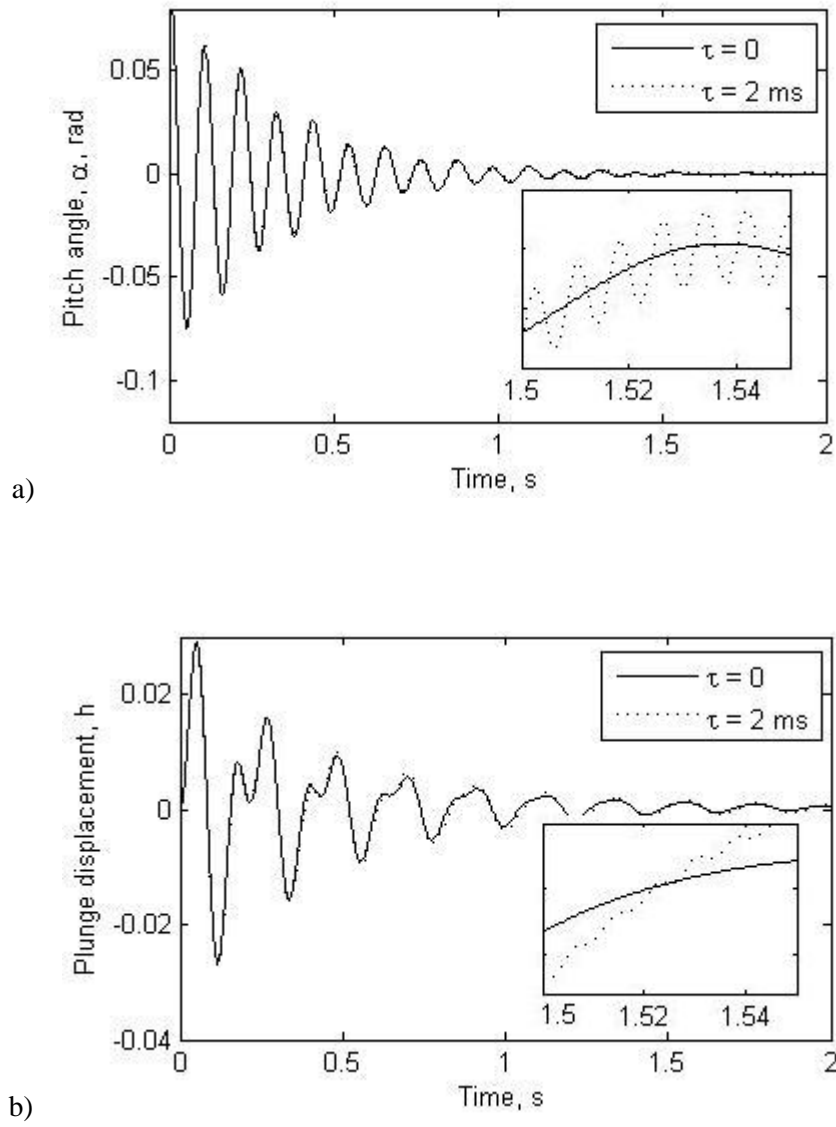 0.05
0
-0.05
-0.1
Pitch angle, α, rad
τ = 0
τ = 2 ms
1.5 1.52 1.54
0 0.5 1 1.5 2
Time, s
a)
0.02
0
-0.02
-0.04
Plunge displacement, h
τ = 0
τ = 2 ms
1.5 1.52 1.54
0 0.5 1 1.5 2
Time, s
b)